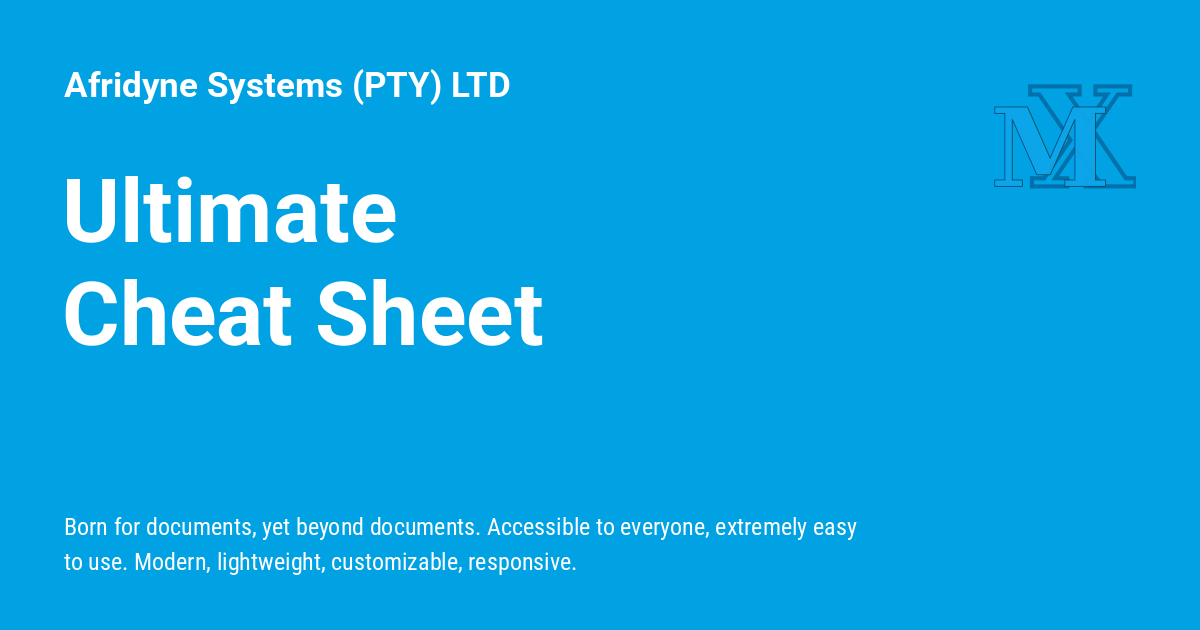 Afridyne Systems (PTY) LTD
MX
Ultimate
Cheat Sheet
Born for documents, yet beyond documents. Accessible to everyone, extremely easy
to use. Modern, lightweight, customizable, responsive.